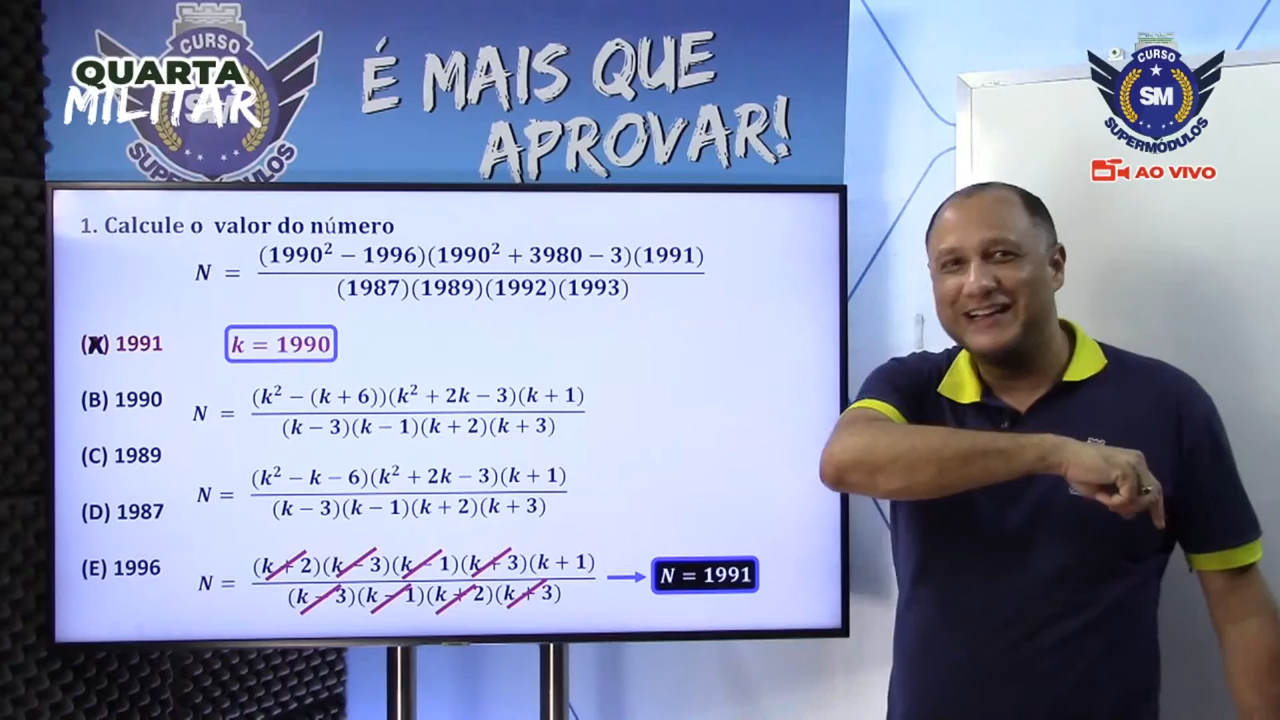 CURSO
SM
SUPERMÓDULOS
QUARTA
MILITAR
É MAIS QUE
APROVAR!
CURSO
SM
SUPERMÓDULOS
AO VIVO
1. Calcule o valor do número
N = (1990² − 1996)(1990² + 3980 − 3)(1991)
(1987)(1989)(1992)(1993)
(X) 1991
k = 1990
(B) 1990
N = (k² − (k + 6))(k² + 2k − 3)(k + 1)
(k − 3)(k − 1)(k + 2)(k + 3)
(C) 1989
N = (k² − k − 6)(k² + 2k − 3)(k + 1)
(k − 3)(k − 1)(k + 2)(k + 3)
(D) 1987
(E) 1996
N = (k + 2)(k − 3)(k − 1)(k + 3)(k + 1)
(k − 3)(k − 1)(k + 2)(k + 3)
N = 1991